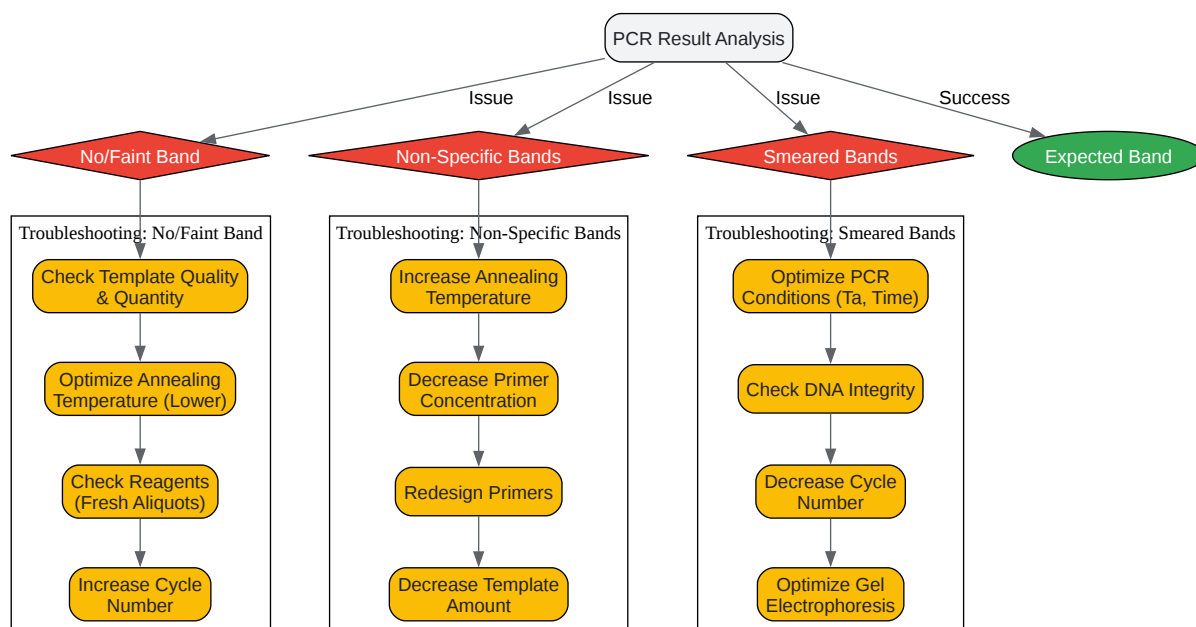 PCR Result Analysis
Issue
Issue
Issue
Success
No/Faint Band
Non-Specific Bands
Smeared Bands
Expected Band
Troubleshooting: No/Faint Band
Check Template Quality
& Quantity
Optimize Annealing
Temperature (Lower)
Check Reagents
(Fresh Aliquots)
Increase Cycle
Number
Troubleshooting: Non-Specific Bands
Increase Annealing
Temperature
Decrease Primer
Concentration
Redesign Primers
Decrease Template
Amount
Troubleshooting: Smeared Bands
Optimize PCR
Conditions (Ta, Time)
Check DNA Integrity
Decrease Cycle
Number
Optimize Gel
Electrophoresis